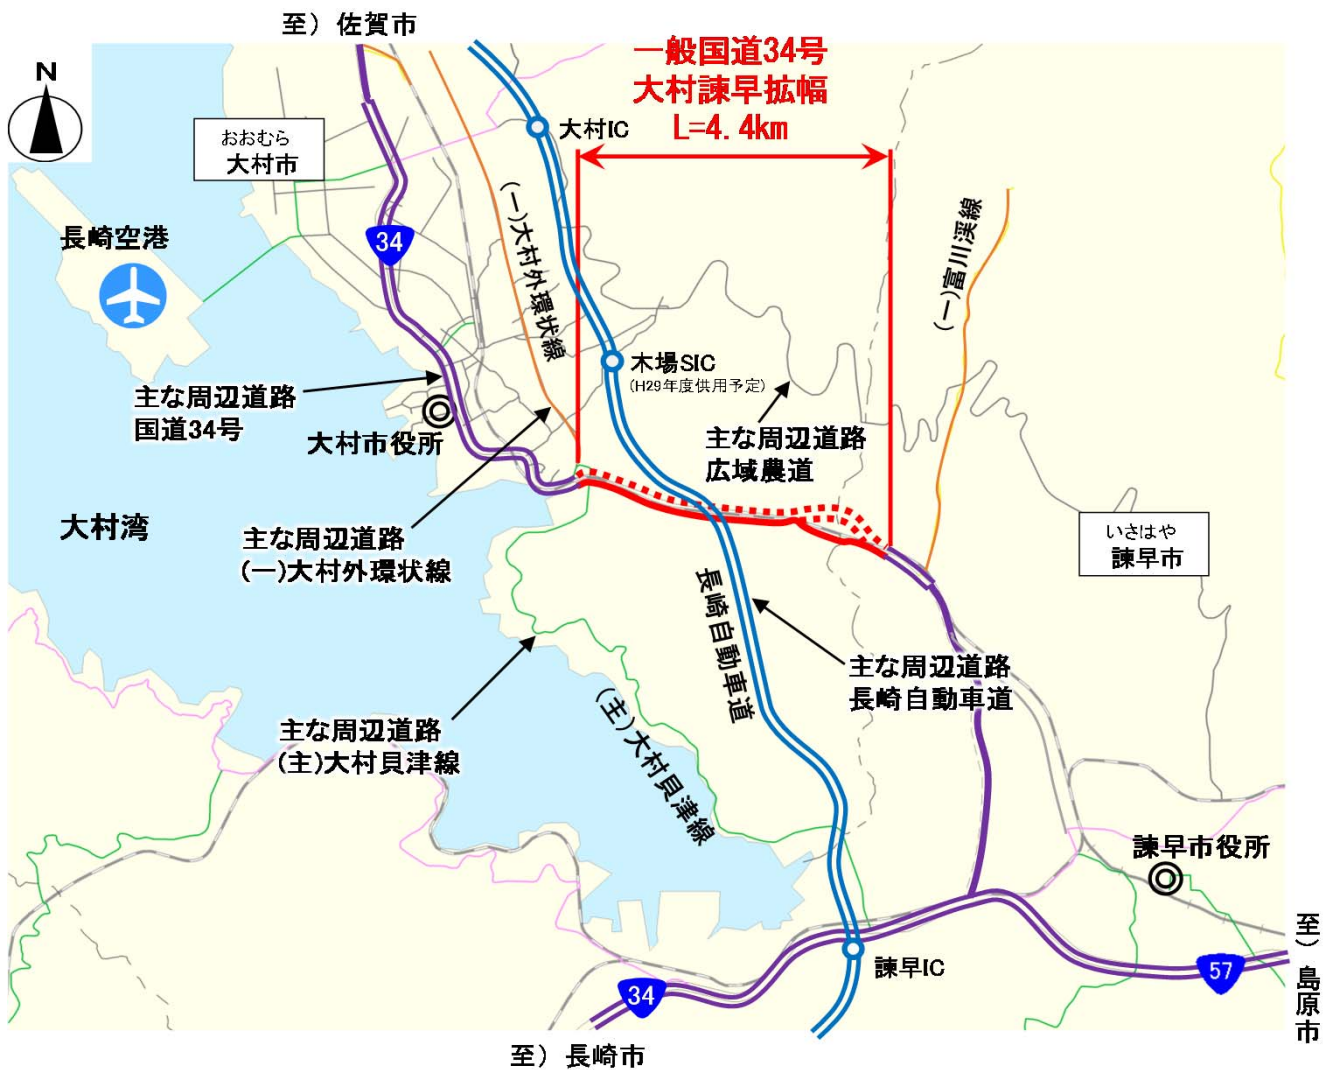 至）佐賀市
一般国道34号
大村諫早拡幅
L=4.4km
N
大村IC
おおむら
大村市
(一)大村外環状線
(一)富川渓線
34
長崎空港
木場SIC
(H29年度供用予定)
主な周辺道路
国道34号
大村市役所
主な周辺道路
広域農道
大村湾
主な周辺道路
(一)大村外環状線
いさはや
諫早市
長崎自動車道
主な周辺道路
長崎自動車道
主な周辺道路
(主)大村貝津線
(主)大村貝津線
諫早市役所
諫早IC
57
34
至）島原市
至）長崎市